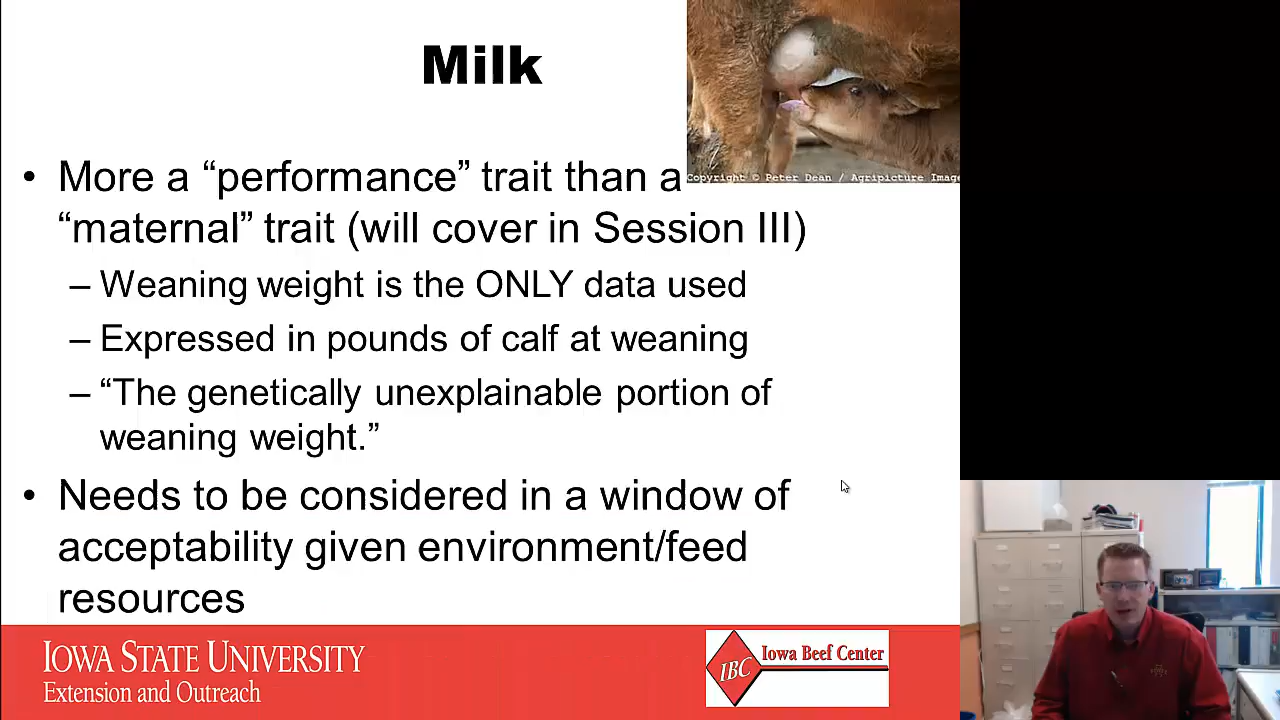 Milk
Copyright © Peter Dean / Agripicture Image
• More a “performance” trait than a
“maternal” trait (will cover in Session III)
– Weaning weight is the ONLY data used
– Expressed in pounds of calf at weaning
– “The genetically unexplainable portion of
weaning weight.”
• Needs to be considered in a window of
acceptability given environment/feed
resources
IOWA STATE UNIVERSITY
Extension and Outreach
IBC
Iowa Beef Center